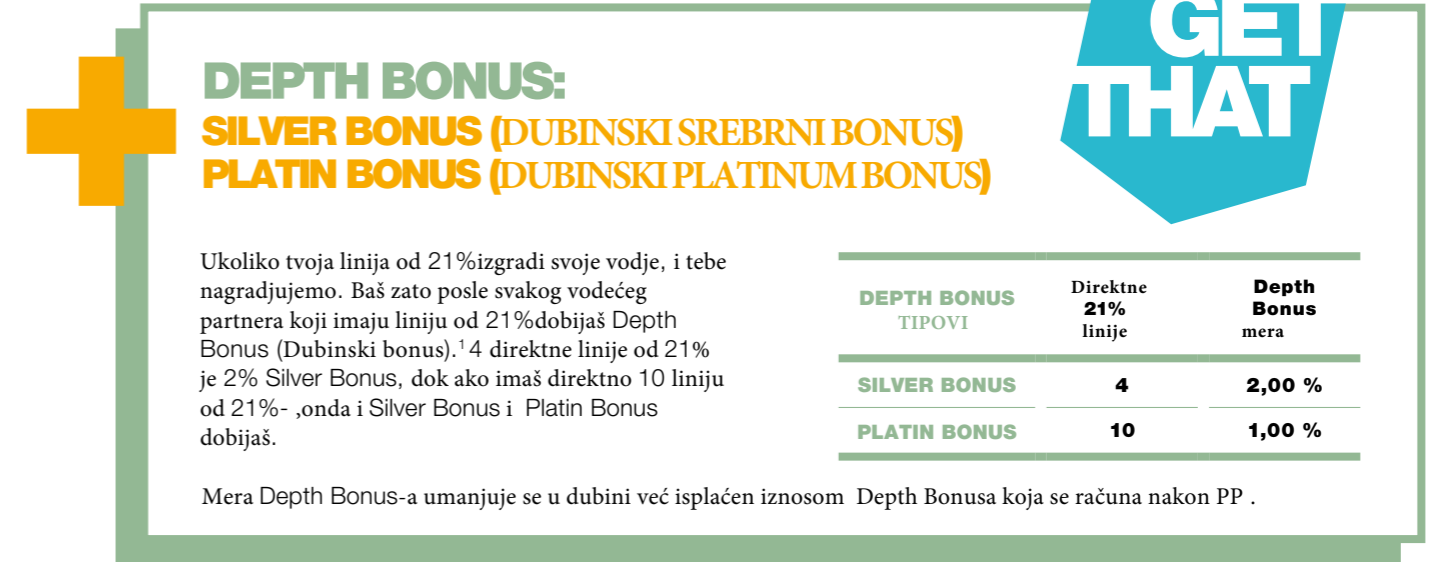 GET
THAT
DEPTH BONUS:
SILVER BONUS (DUBINSKI SREBRNI BONUS)
PLATIN BONUS (DUBINSKI PLATINUM BONUS)
Ukoliko tvoja linija od 21%izgradi svoje vodje, i tebe
nagradjujemo. Baš zato posle svakog vodećeg
partnera koji imaju liniju od 21%dobijaš Depth
Bonus (Dubinski bonus).¹ 4 direktne linije od 21%
je 2% Silver Bonus, dok ako imaš direktno 10 liniju
od 21%- ,onda i Silver Bonus i Platin Bonus
dobijaš.
DEPTH BONUS
TIPOVI
Direktne
21%
linije
Depth
Bonus
mera
SILVER BONUS 4 2,00 %
PLATIN BONUS 10 1,00 %
Mera Depth Bonus-a umanjuje se u dubini već isplaćen iznosom Depth Bonusa koja se računa nakon PP .